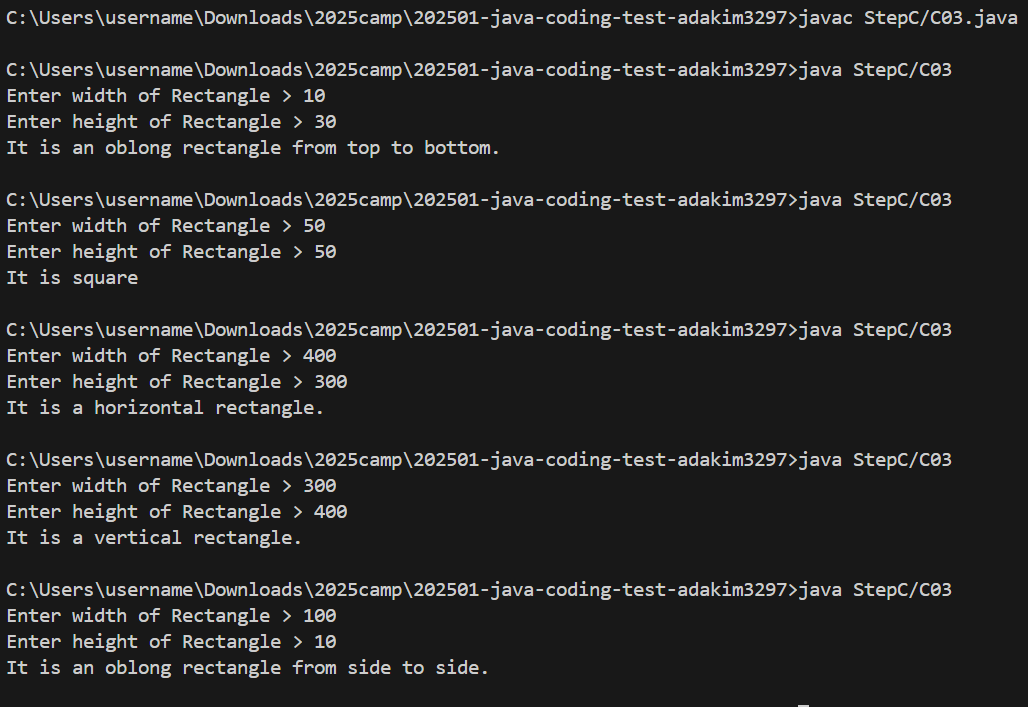 C:\Users\username\Downloads\2025camp\202501-java-coding-test-adakim3297>javac StepC/C03.java
C:\Users\username\Downloads\2025camp\202501-java-coding-test-adakim3297>java StepC/C03
Enter width of Rectangle > 10
Enter height of Rectangle > 30
It is an oblong rectangle from top to bottom.
C:\Users\username\Downloads\2025camp\202501-java-coding-test-adakim3297>java StepC/C03
Enter width of Rectangle > 50
Enter height of Rectangle > 50
It is square
C:\Users\username\Downloads\2025camp\202501-java-coding-test-adakim3297>java StepC/C03
Enter width of Rectangle > 400
Enter height of Rectangle > 300
It is a horizontal rectangle.
C:\Users\username\Downloads\2025camp\202501-java-coding-test-adakim3297>java StepC/C03
Enter width of Rectangle > 300
Enter height of Rectangle > 400
It is a vertical rectangle.
C:\Users\username\Downloads\2025camp\202501-java-coding-test-adakim3297>java StepC/C03
Enter width of Rectangle > 100
Enter height of Rectangle > 10
It is an oblong rectangle from side to side.